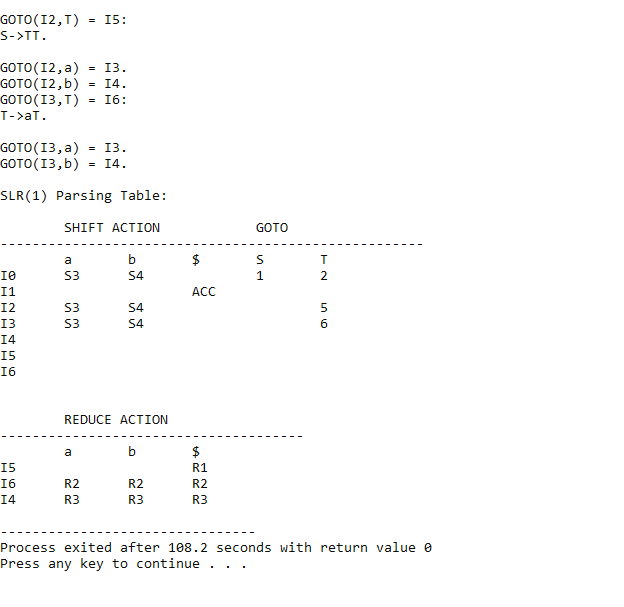 GOTO(I2,T) = I5:
S->TT.
GOTO(I2,a) = I3.
GOTO(I2,b) = I4.
GOTO(I3,T) = I6:
T->aT.
GOTO(I3,a) = I3.
GOTO(I3,b) = I4.
SLR(1) Parsing Table:
        SHIFT ACTION            GOTO
-----------------------------------------------------
        a       b       $       S       T
I0      S3      S4              1       2
I1                      ACC
I2      S3      S4                      5
I3      S3      S4                      6
I4
I5
I6
        REDUCE ACTION
--------------------------------------
        a       b       $
I5                      R1
I6      R2      R2      R2
I4      R3      R3      R3
--------------------------------
Process exited after 108.2 seconds with return value 0
Press any key to continue . . .